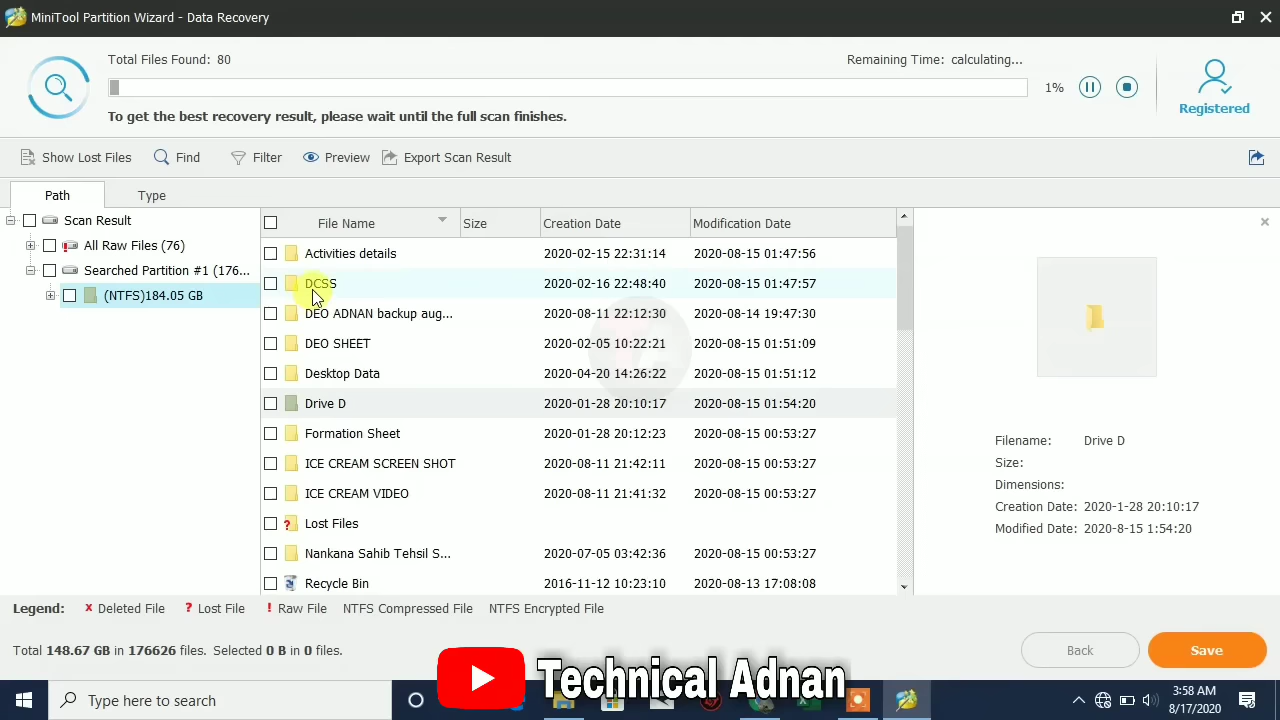 MiniTool Partition Wizard - Data Recovery
Total Files Found: 80
Remaining Time: calculating...
1%
To get the best recovery result, please wait until the full scan finishes.
Registered
Show Lost Files Find Filter Preview Export Scan Result
Path Type
Scan Result
All Raw Files (76)
Searched Partition #1 (176...
(NTFS)184.05 GB
File Name Size Creation Date Modification Date
Activities details 2020-02-15 22:31:14 2020-08-15 01:47:56
DCSS 2020-02-16 22:48:40 2020-08-15 01:47:57
DEO ADNAN backup aug... 2020-08-11 22:12:30 2020-08-14 19:47:30
DEO SHEET 2020-02-05 10:22:21 2020-08-15 01:51:09
Desktop Data 2020-04-20 14:26:22 2020-08-15 01:51:12
Drive D 2020-01-28 20:10:17 2020-08-15 01:54:20
Formation Sheet 2020-01-28 20:12:23 2020-08-15 00:53:27
ICE CREAM SCREEN SHOT 2020-08-11 21:42:11 2020-08-15 00:53:27
ICE CREAM VIDEO 2020-08-11 21:41:32 2020-08-15 00:53:27
Lost Files
Nankana Sahib Tehsil S... 2020-07-05 03:42:36 2020-08-15 00:53:27
Recycle Bin 2016-11-12 10:23:10 2020-08-13 17:08:08
Filename: Drive D
Size:
Dimensions:
Creation Date: 2020-1-28 20:10:17
Modified Date: 2020-8-15 1:54:20
Legend: x Deleted File ? Lost File ! Raw File NTFS Compressed File NTFS Encrypted File
Total 148.67 GB in 176626 files. Selected 0 B in 0 files.
Back Save
Technical Adnan
Type here to search
3:58 AM
8/17/2020